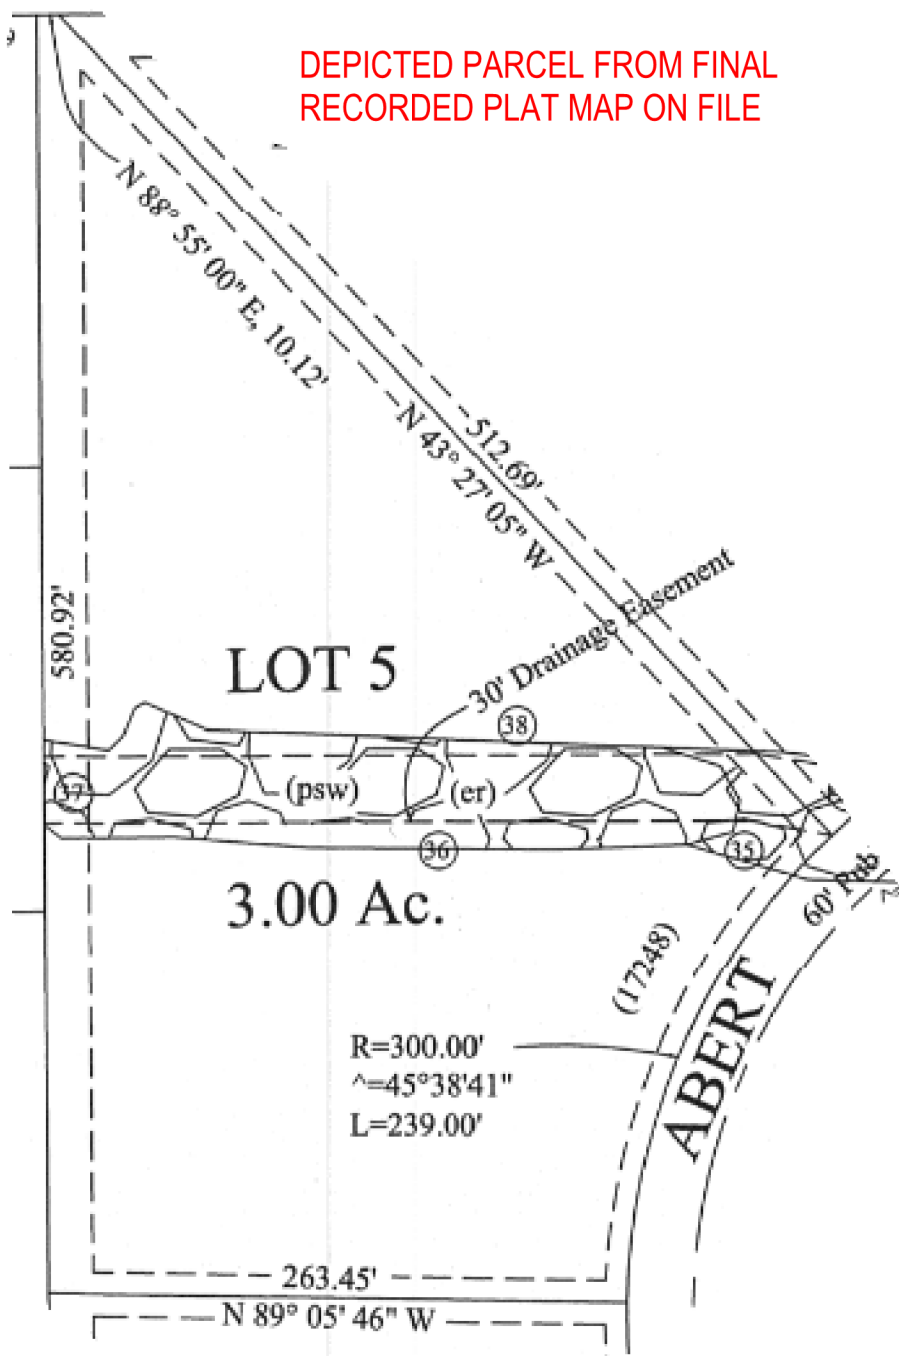 DEPICTED PARCEL FROM FINAL
RECORDED PLAT MAP ON FILE
N 88° 55' 00" E, 10.12'
512.69'
N 43° 27' 05" W
580.92'
30' Drainage Easement
LOT 5
38
37
(psw)
(er)
36
35
3.00 Ac.
60' Pub
(17248)
ABERT
R=300.00'
^=45°38'41"
L=239.00'
263.45'
N 89° 05' 46" W